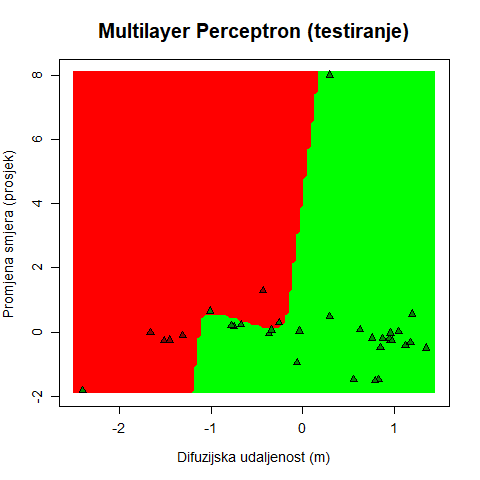 Multilayer Perceptron (testiranje)
Promjena smjera (prosjek)
8
6
4
2
0
-2
-2 -1 0 1
Difuzijska udaljenost (m)